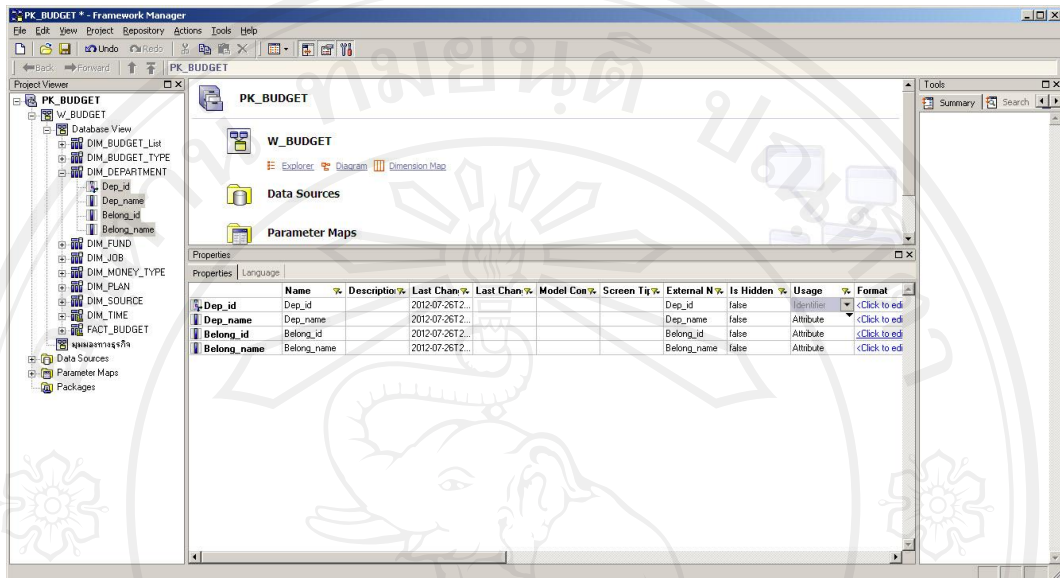 PK_BUDGET * - Framework Manager
File Edit View Project Repository Actions Tools Help
Undo Redo
Back Forward PK_BUDGET
Project Viewer
PK_BUDGET
W_BUDGET
Database View
DIM_BUDGET_List
DIM_BUDGET_TYPE
DIM_DEPARTMENT
Dep_id
Dep_name
Belong_id
Belong_name
DIM_FUND
DIM_JOB
DIM_MONEY_TYPE
DIM_PLAN
DIM_SOURCE
DIM_TIME
FACT_BUDGET
มุมมองทางธุรกิจ
Data Sources
Parameter Maps
Packages
PK_BUDGET
W_BUDGET
Explorer Diagram Dimension Map
Data Sources
Parameter Maps
Tools
Summary Search
Properties
Properties Language
Name Descriptio Last Chan Last Chan Model Con Screen Tip External N Is Hidden Usage Format
Dep_id Dep_id 2012-07-26T2... Dep_id false Identifier <Click to edi
Dep_name Dep_name 2012-07-26T2... Dep_name false Attribute <Click to edi
Belong_id Belong_id 2012-07-26T2... Belong_id false Attribute <Click to edi
Belong_name Belong_name 2012-07-26T2... Belong_name false Attribute <Click to edi